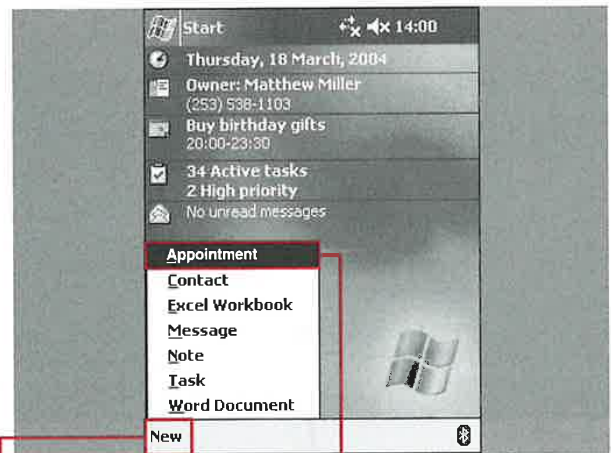 Start 14:00
Thursday, 18 March, 2004
Owner: Matthew Miller
(253) 538-1103
Buy birthday gifts
20:00-23:30
34 Active tasks
2 High priority
No unread messages
Appointment
Contact
Excel Workbook
Message
Note
Task
Word Document
New